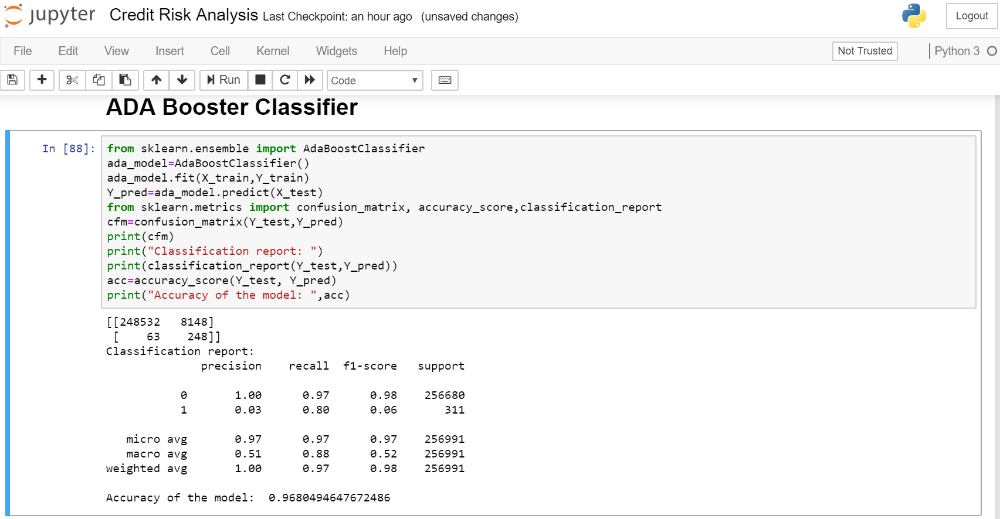 jupyter Credit Risk Analysis Last Checkpoint: an hour ago (unsaved changes) Logout
File Edit View Insert Cell Kernel Widgets Help Not Trusted Python 3
Run Code
ADA Booster Classifier
In [88]: from sklearn.ensemble import AdaBoostClassifier
ada_model=AdaBoostClassifier()
ada_model.fit(X_train,Y_train)
Y_pred=ada_model.predict(X_test)
from sklearn.metrics import confusion_matrix, accuracy_score,classification_report
cfm=confusion_matrix(Y_test,Y_pred)
print(cfm)
print("Classification report: ")
print(classification_report(Y_test,Y_pred))
acc=accuracy_score(Y_test, Y_pred)
print("Accuracy of the model: ",acc)
[[248532   8148]
 [    63    248]]
Classification report:
              precision    recall  f1-score   support
           0       1.00      0.97      0.98    256680
           1       0.03      0.80      0.06       311
   micro avg       0.97      0.97      0.97    256991
   macro avg       0.51      0.88      0.52    256991
weighted avg       1.00      0.97      0.98    256991
Accuracy of the model:  0.9680494647672486